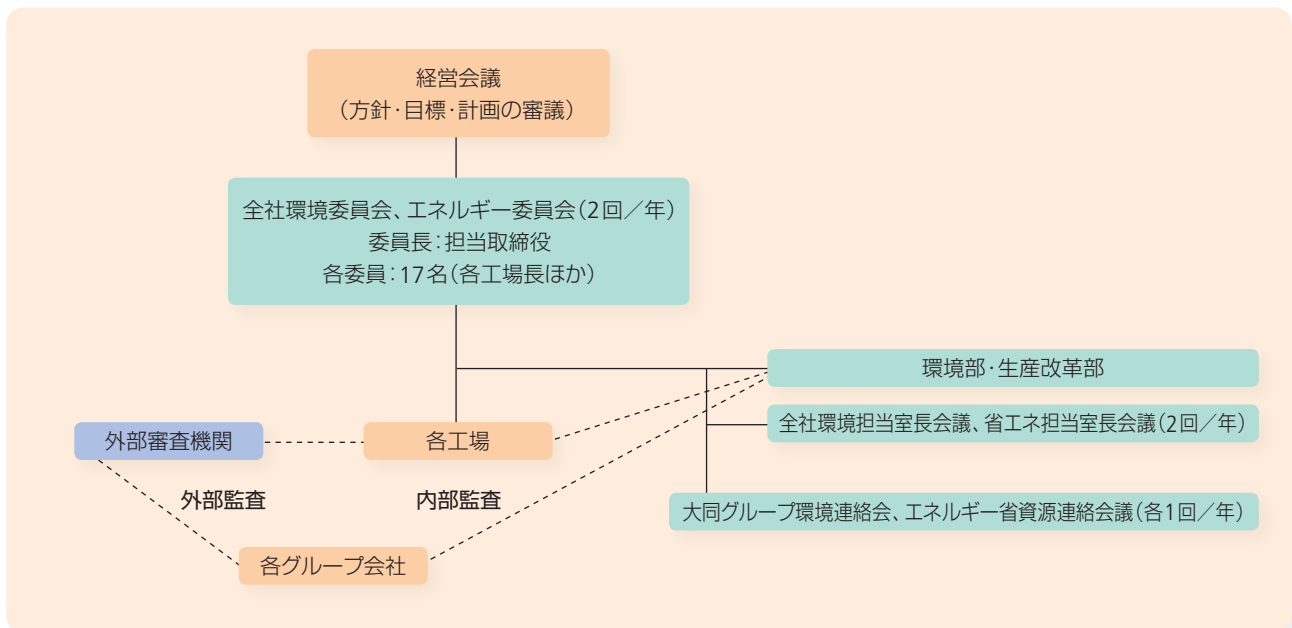 経営会議
（方針・目標・計画の審議）
全社環境委員会、エネルギー委員会（2回／年）
委員長：担当取締役
各委員：17名（各工場長ほか）
環境部・生産改革部
全社環境担当室長会議、省エネ担当室長会議（2回／年）
外部審査機関
各工場
外部監査
内部監査
大同グループ環境連絡会、エネルギー省資源連絡会議（各1回／年）
各グループ会社